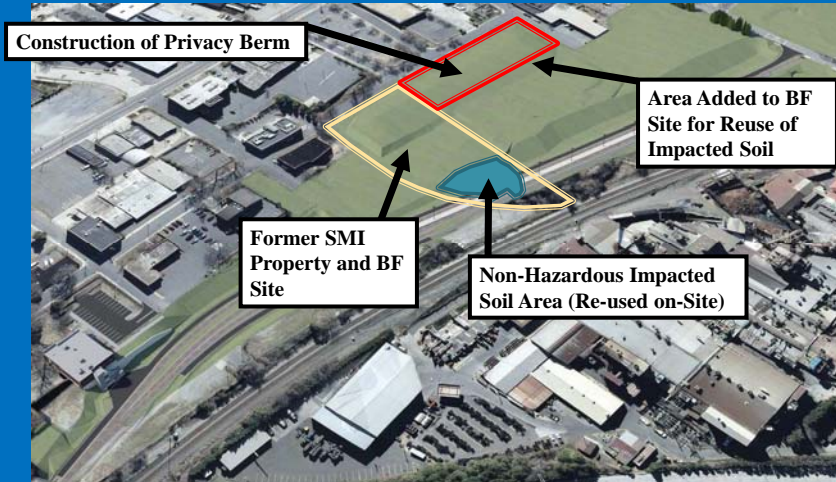 Construction of Privacy Berm
Area Added to BF
Site for Reuse of
Impacted Soil
Former SMI
Property and BF
Site
Non-Hazardous Impacted
Soil Area (Re-used on-Site)